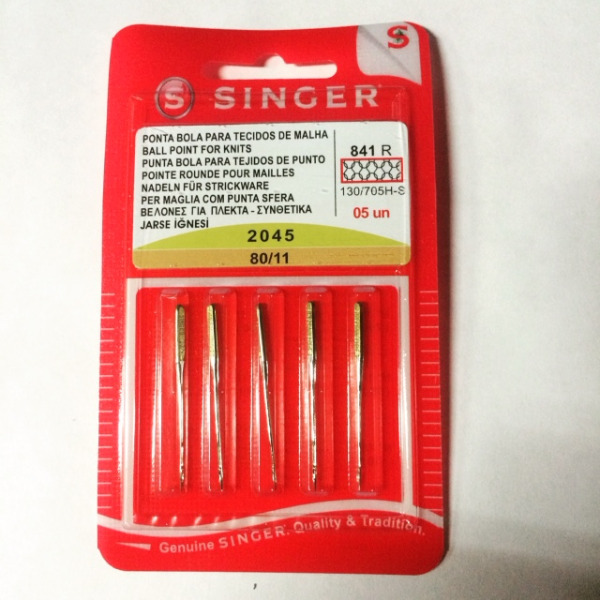 S
S SINGER®
PONTA BOLA PARA TECIDOS DE MALHA
BALL POINT FOR KNITS
PUNTA BOLA PARA TEJIDOS DE PUNTO
POINTE ROUNDE POUR MAILLES
NADELN FÜR STRICKWARE
PER MAGLIA COM PUNTA SFERA
ΒΕΛΟΝΕΣ ΓΙΑ ΠΛΕΚΤΑ - ΣΥΝΘΕΤΙΚΑ
JARSE IĞNESİ
841 R
130/705H-S
05 un
2045
80/11
Genuine SINGER. Quality & Tradition.